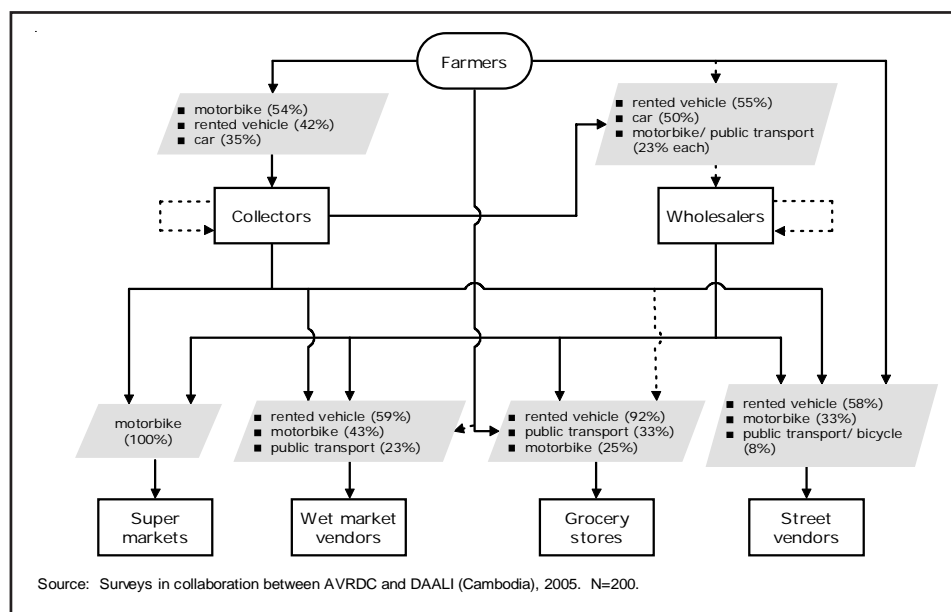 Farmers
■ motorbike (54%)
■ rented vehicle (42%)
■ car (35%)
■ rented vehicle (55%)
■ car (50%)
■ motorbike/ public transport
(23% each)
Collectors
Wholesalers
motorbike
(100%)
■ rented vehicle (59%)
■ motorbike (43%)
■ public transport (23%)
■ rented vehicle (92%)
■ public transport (33%)
■ motorbike (25%)
■ rented vehicle (58%)
■ motorbike (33%)
■ public transport/ bicycle
(8%)
Super
markets
Wet market
vendors
Grocery
stores
Street
vendors
Source: Surveys in collaboration between AVRDC and DAALI (Cambodia), 2005. N=200.